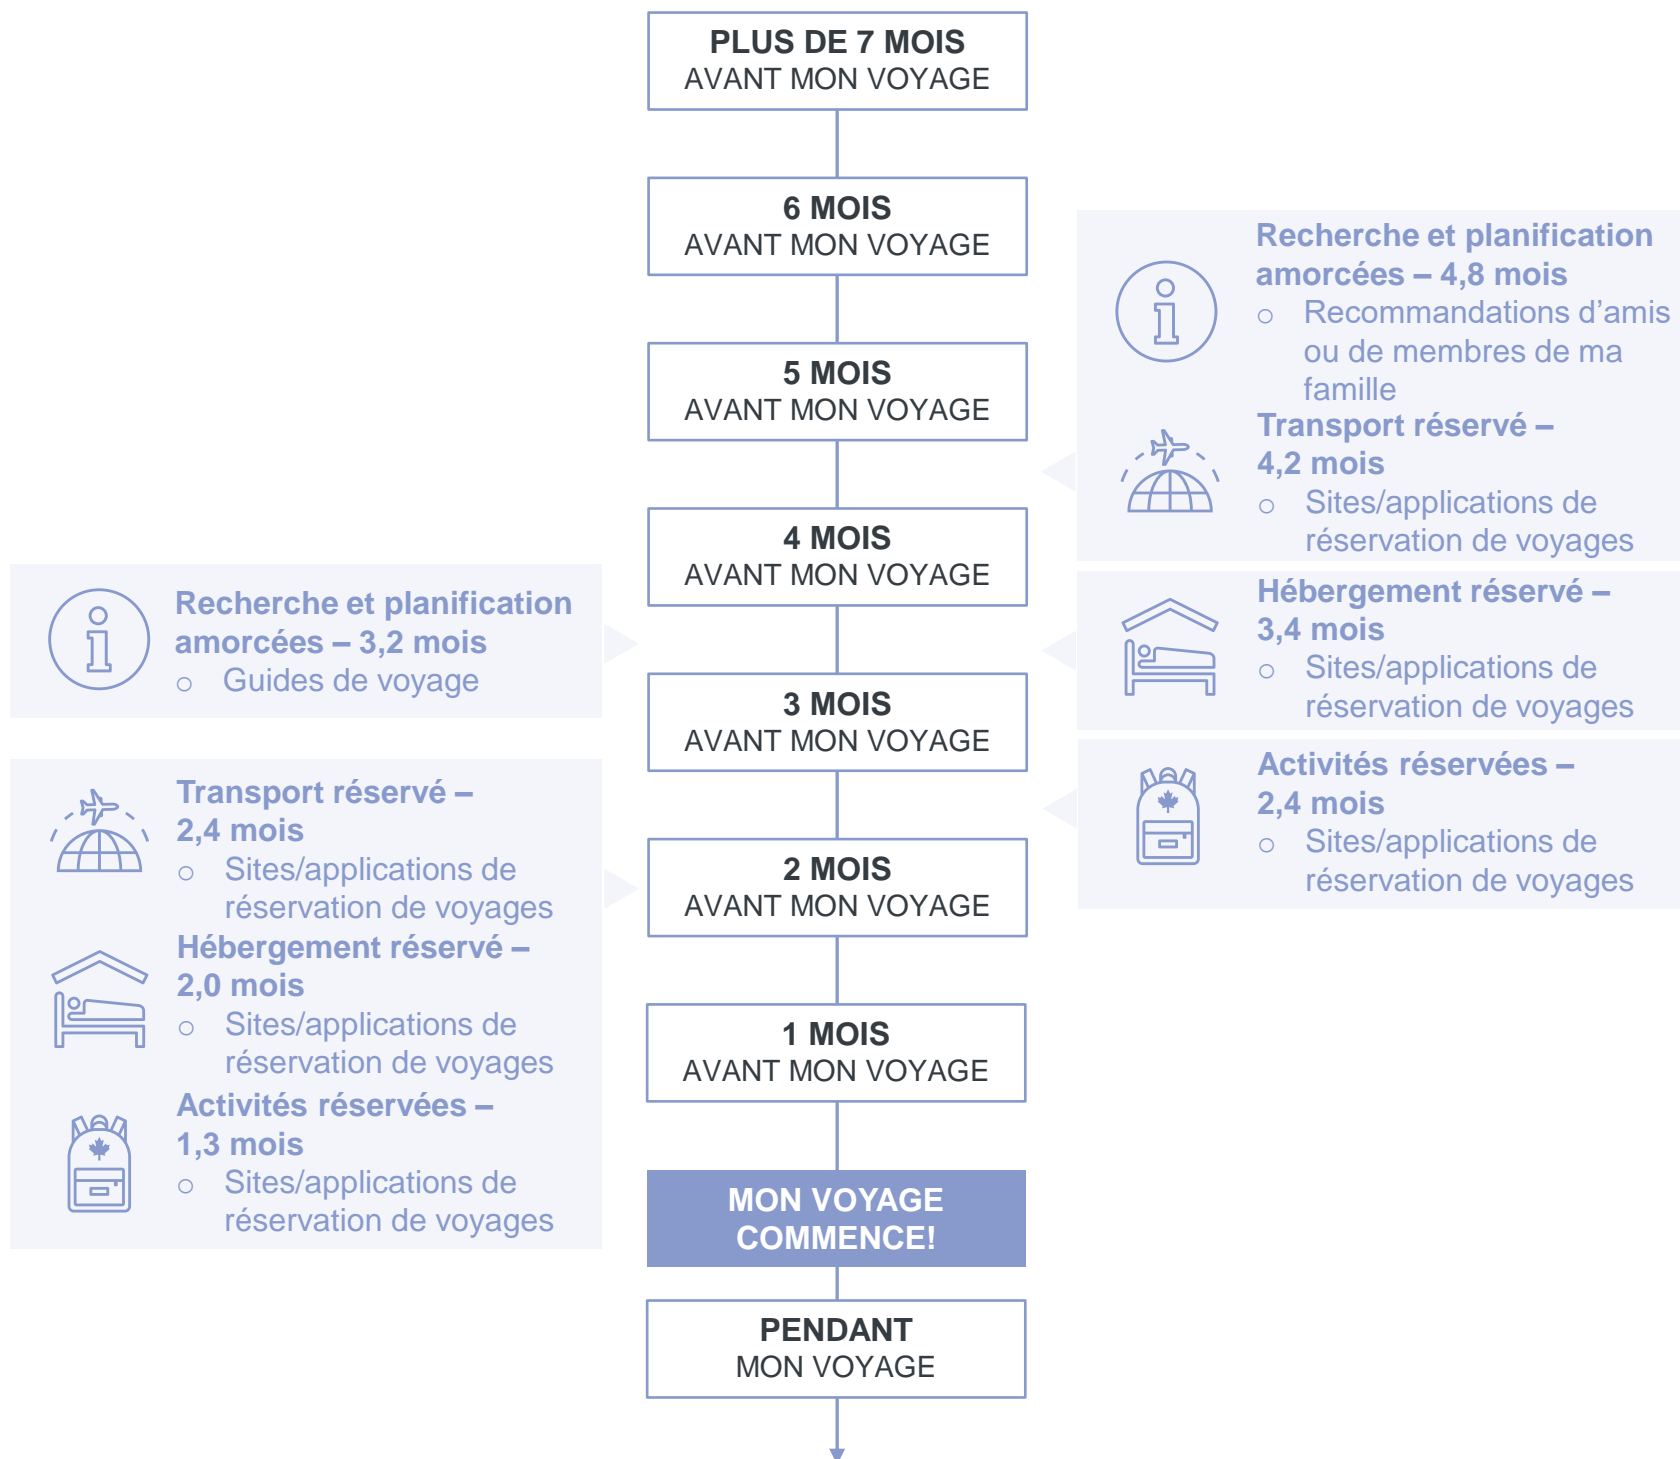 PLUS DE 7 MOIS
AVANT MON VOYAGE
6 MOIS
AVANT MON VOYAGE
5 MOIS
AVANT MON VOYAGE
4 MOIS
AVANT MON VOYAGE
3 MOIS
AVANT MON VOYAGE
2 MOIS
AVANT MON VOYAGE
1 MOIS
AVANT MON VOYAGE
MON VOYAGE
COMMENCE!
PENDANT
MON VOYAGE
Recherche et planification
amorcées – 3,2 mois
o Guides de voyage
Transport réservé –
2,4 mois
o Sites/applications de
réservation de voyages
Hébergement réservé –
2,0 mois
o Sites/applications de
réservation de voyages
Activités réservées –
1,3 mois
o Sites/applications de
réservation de voyages
Recherche et planification
amorcées – 4,8 mois
o Recommandations d’amis
ou de membres de ma
famille
Transport réservé –
4,2 mois
o Sites/applications de
réservation de voyages
Hébergement réservé –
3,4 mois
o Sites/applications de
réservation de voyages
Activités réservées –
2,4 mois
o Sites/applications de
réservation de voyages